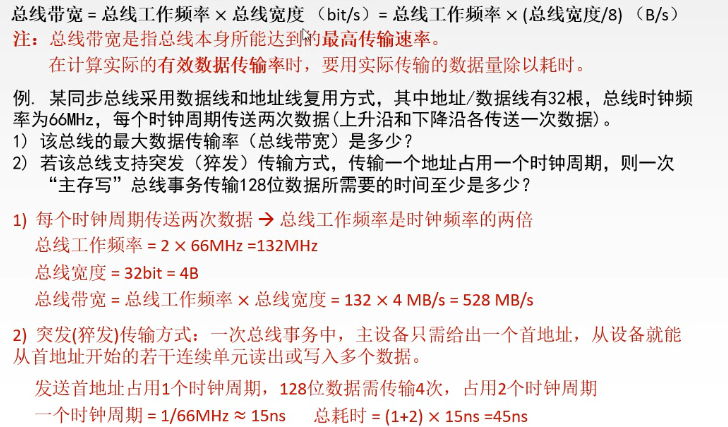 总线带宽 = 总线工作频率 × 总线宽度 （bit/s）= 总线工作频率 × (总线宽度/8) （B/s）
注：总线带宽是指总线本身所能达到的最高传输速率。
在计算实际的有效数据传输率时，要用实际传输的数据量除以耗时。
例. 某同步总线采用数据线和地址线复用方式，其中地址/数据线有32根，总线时钟频
率为66MHz，每个时钟周期传送两次数据(上升沿和下降沿各传送一次数据)。
1) 该总线的最大数据传输率（总线带宽）是多少？
2) 若该总线支持突发（猝发）传输方式，传输一个地址占用一个时钟周期，则一次
“主存写”总线事务传输128位数据所需要的时间至少是多少？
1) 每个时钟周期传送两次数据 → 总线工作频率是时钟频率的两倍
总线工作频率 = 2 × 66MHz =132MHz
总线宽度 = 32bit = 4B
总线带宽 = 总线工作频率 × 总线宽度 = 132 × 4 MB/s = 528 MB/s
2) 突发(猝发)传输方式：一次总线事务中，主设备只需给出一个首地址，从设备就能
从首地址开始的若干连续单元读出或写入多个数据。
发送首地址占用1个时钟周期，128位数据需传输4次，占用2个时钟周期
一个时钟周期 = 1/66MHz ≈ 15ns 总耗时 = (1+2) × 15ns =45ns